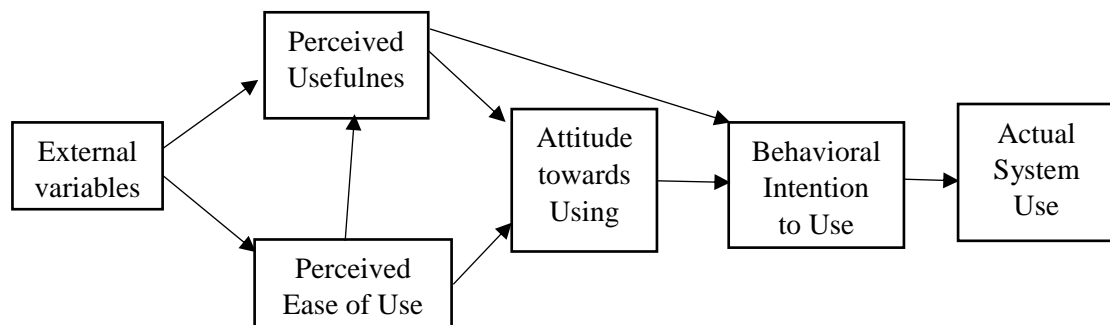 External
variables
Perceived
Usefulnes
Perceived
Ease of Use
Attitude
towards
Using
Behavioral
Intention
to Use
Actual
System
Use